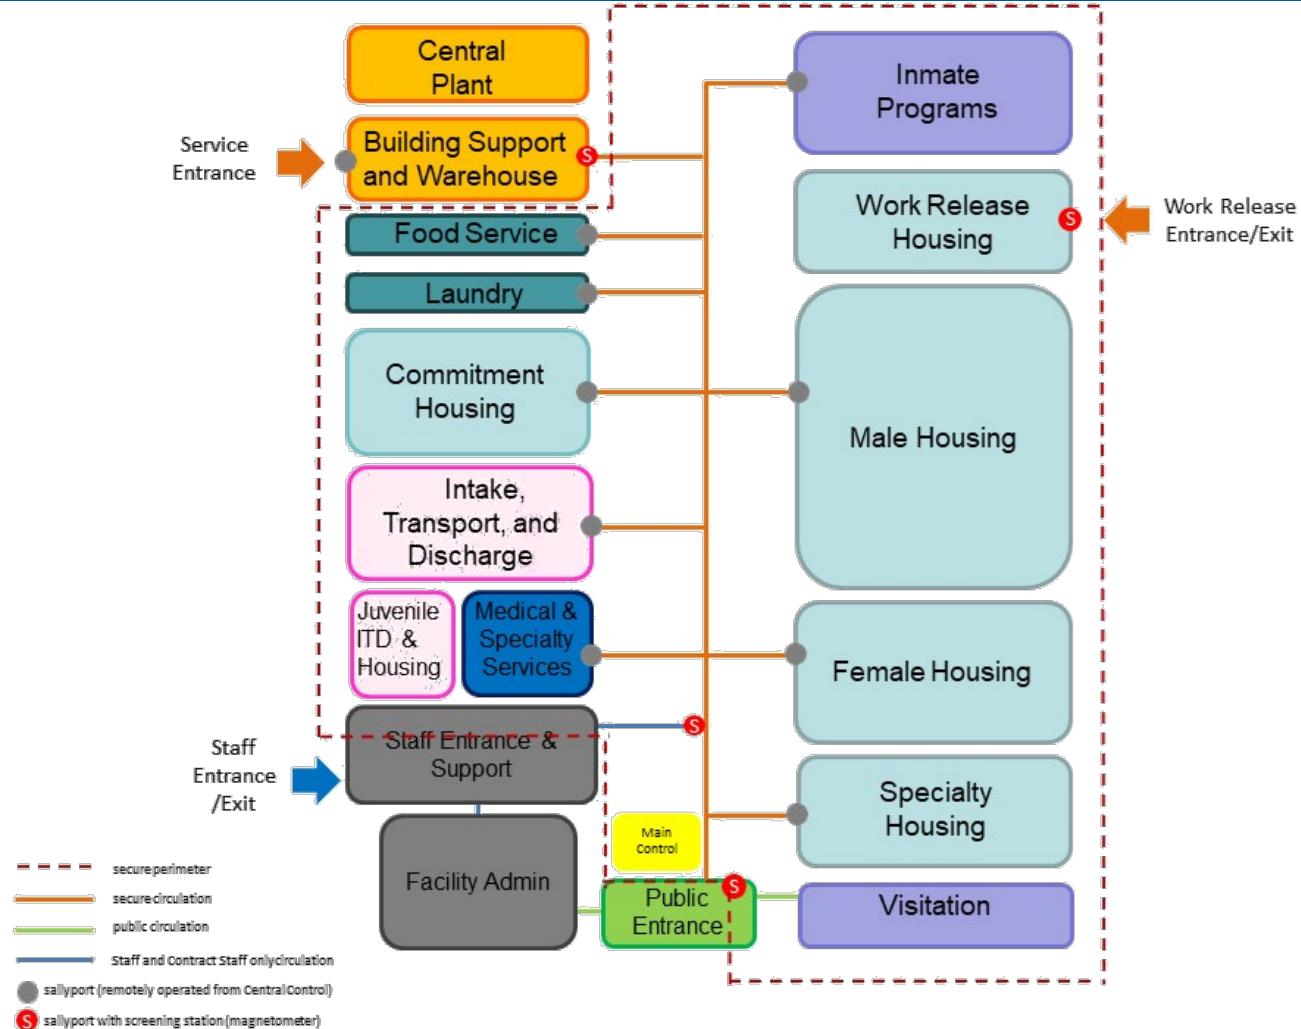 Central
Plant
Inmate
Programs
Service
Entrance
Building Support
and Warehouse
S
Work Release
Housing
S
Work Release
Entrance/Exit
Food Service
Laundry
Commitment
Housing
Male Housing
Intake,
Transport, and
Discharge
Juvenile
ITD &
Housing
Medical &
Specialty
Services
Female Housing
Staff
Entrance
/Exit
Staff Entrance &
Support
S
Specialty
Housing
Main
Control
Facility Admin
Public
Entrance
S
Visitation
secure perimeter
secure circulation
public circulation
Staff and Contract Staff only circulation
sallyport (remotely operated from Central Control)
S sallyport with screening station (magnetometer)